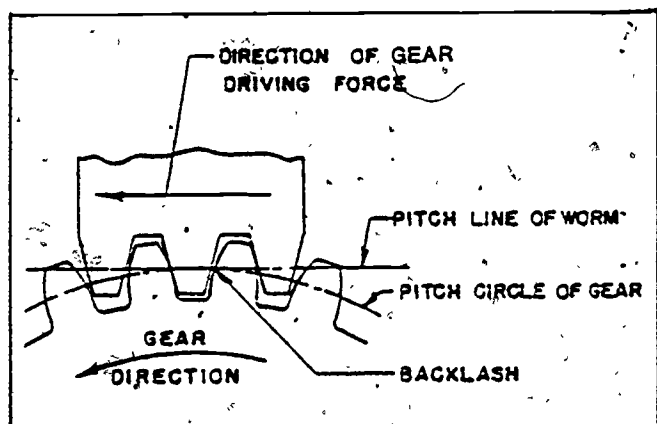 DIRECTION OF GEAR
DRIVING FORCE
PITCH LINE OF WORM
PITCH CIRCLE OF GEAR
GEAR
DIRECTION
BACKLASH